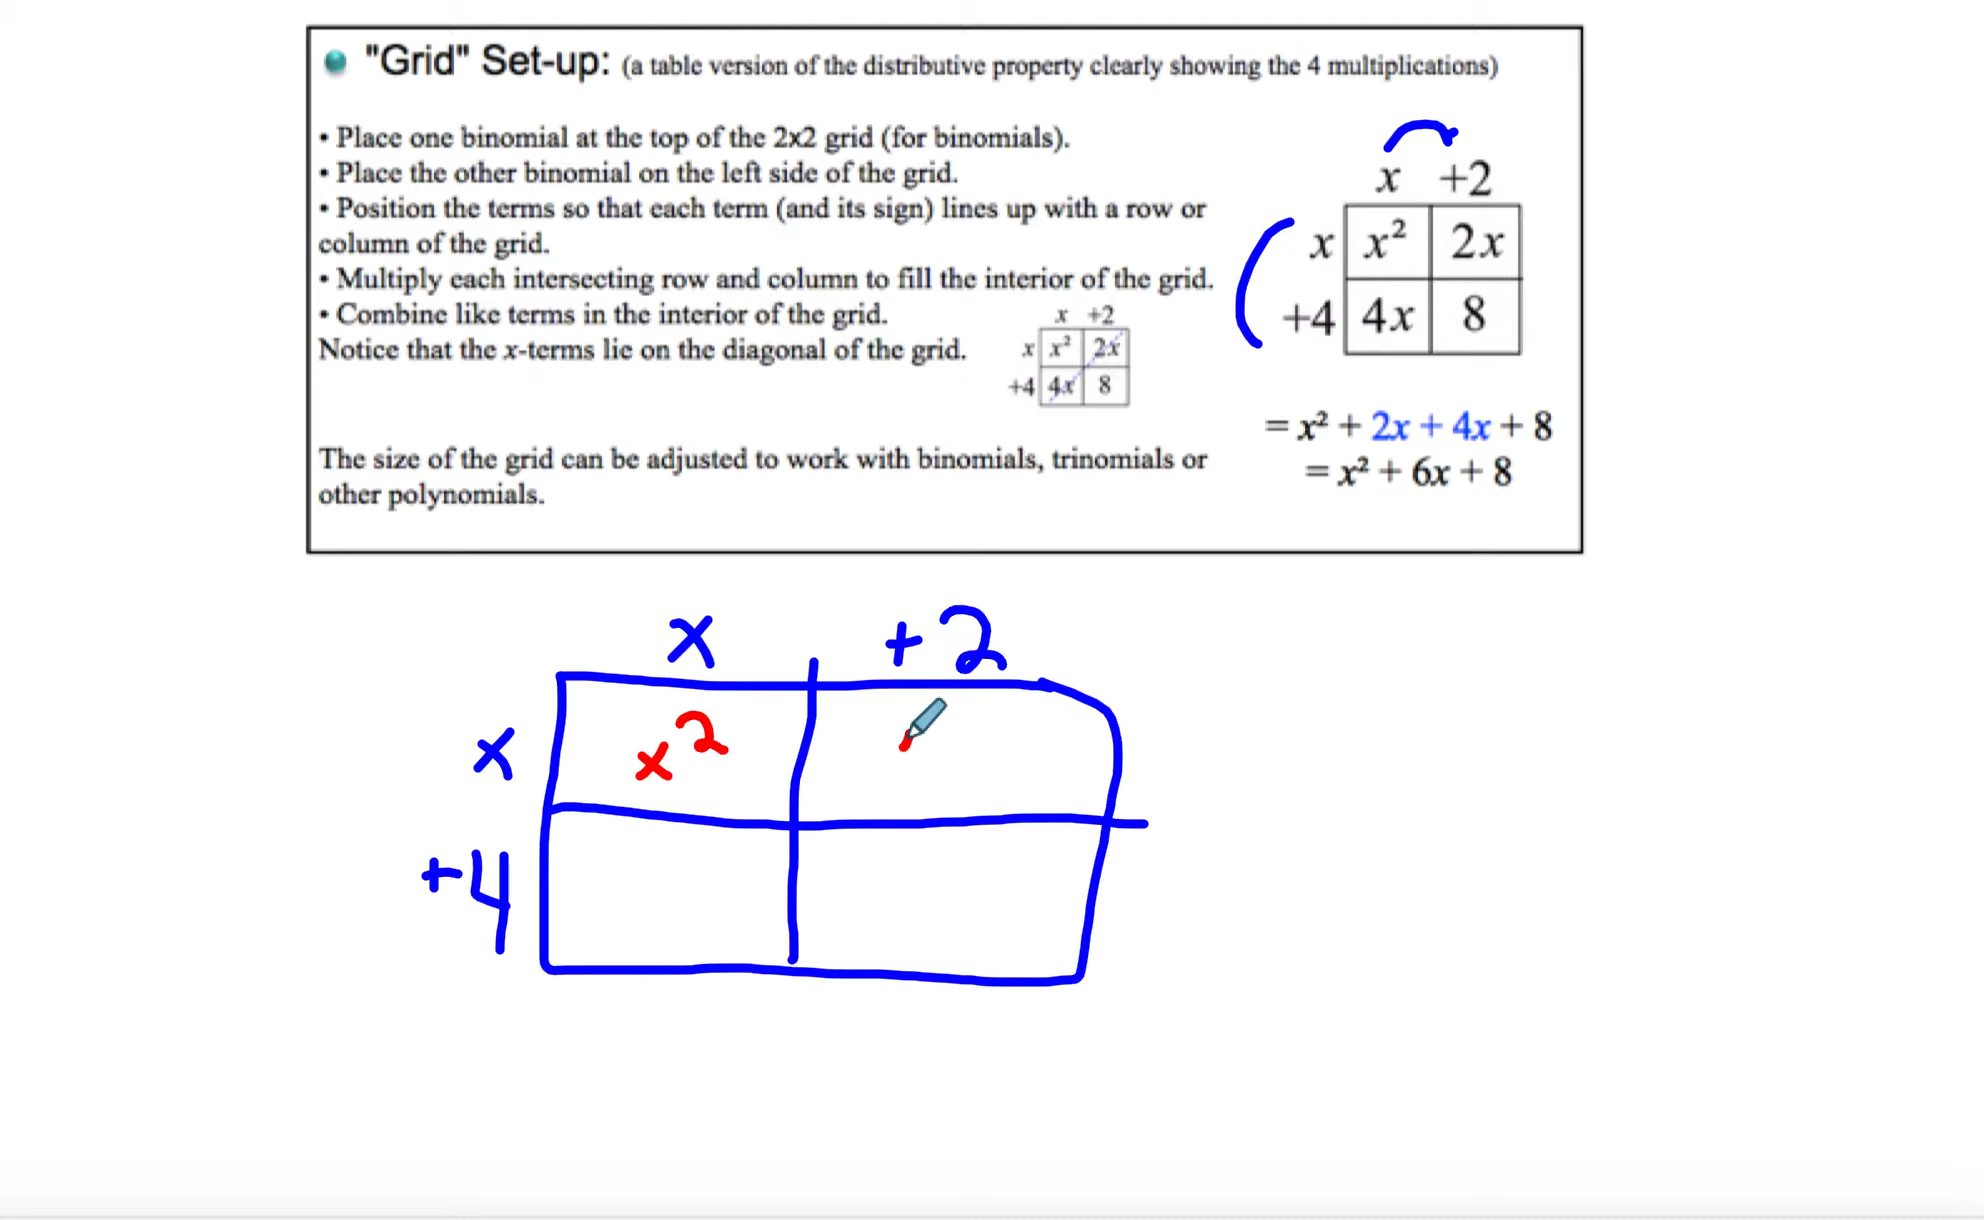 "Grid" Set-up: (a table version of the distributive property clearly showing the 4 multiplications)
• Place one binomial at the top of the 2x2 grid (for binomials).
• Place the other binomial on the left side of the grid.
• Position the terms so that each term (and its sign) lines up with a row or
column of the grid.
• Multiply each intersecting row and column to fill the interior of the grid.
• Combine like terms in the interior of the grid.
Notice that the x-terms lie on the diagonal of the grid.
x +2
x x² 2x
+4 4x 8
The size of the grid can be adjusted to work with binomials, trinomials or
other polynomials.
x +2
x x² 2x
+4 4x 8
= x² + 2x + 4x + 8
= x² + 6x + 8
x +2
x x²
+4